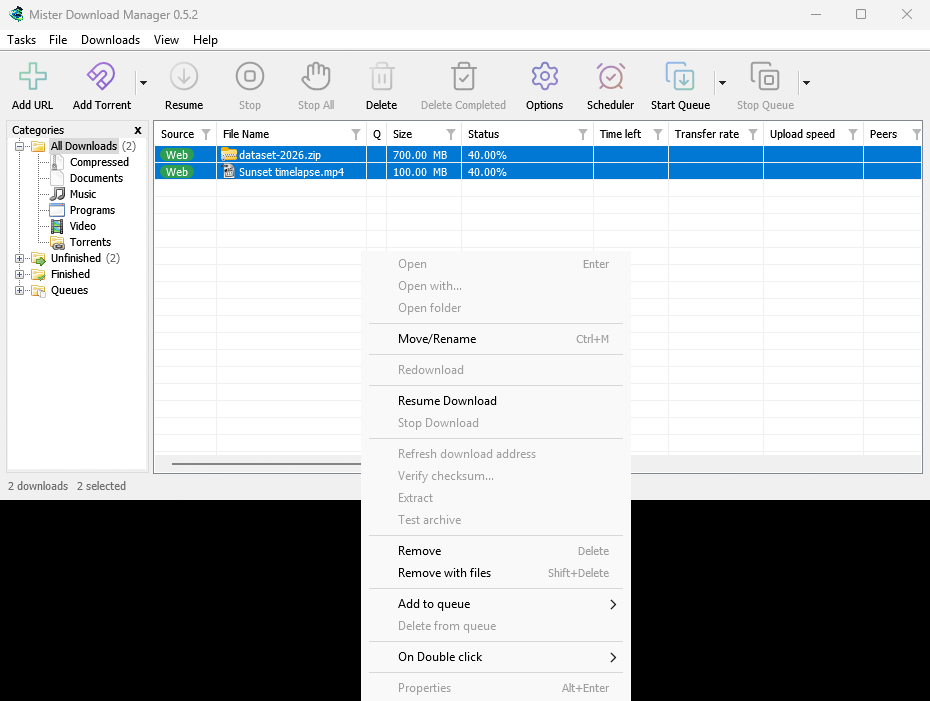 Mister Download Manager 0.5.2
Tasks File Downloads View Help
Add URL Add Torrent Resume Stop Stop All Delete Delete Completed Options Scheduler Start Queue Stop Queue
Categories x
All Downloads (2)
Compressed
Documents
Music
Programs
Video
Torrents
Unfinished (2)
Finished
Queues
Source File Name Q Size Status Time left Transfer rate Upload speed Peers
Web dataset-2026.zip 700.00 MB 40.00%
Web Sunset timelapse.mp4 100.00 MB 40.00%
Open Enter
Open with...
Open folder
Move/Rename Ctrl+M
Redownload
Resume Download
Stop Download
Refresh download address
Verify checksum...
Extract
Test archive
Remove Delete
Remove with files Shift+Delete
Add to queue
Delete from queue
On Double click
Properties Alt+Enter
2 downloads 2 selected